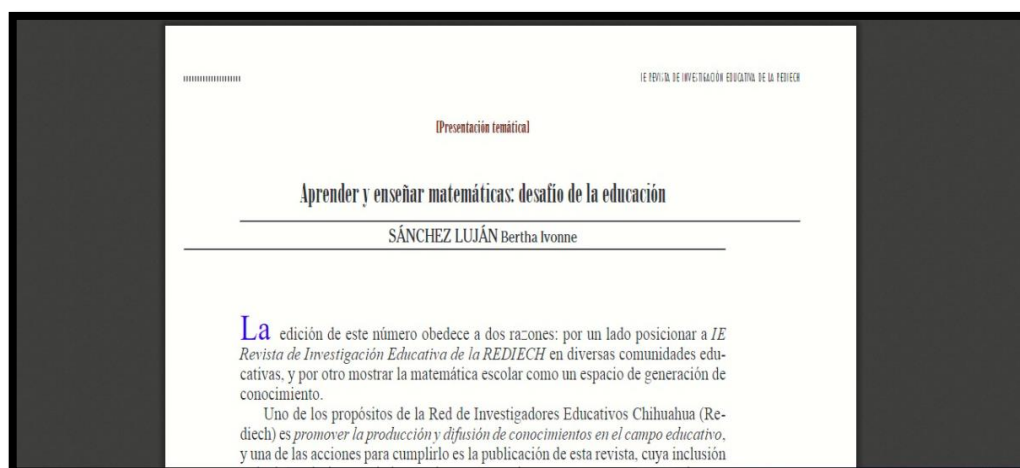 IE REVISTA DE INVESTIGACIÓN EDUCATIVA DE LA REDIECH
[Presentación temática]
Aprender y enseñar matemáticas: desafío de la educación
SÁNCHEZ LUJÁN Bertha Ivonne
La edición de este número obedece a dos razones: por un lado posicionar a IE
Revista de Investigación Educativa de la REDIECH en diversas comunidades edu-
cativas, y por otro mostrar la matemática escolar como un espacio de generación de
conocimiento.
Uno de los propósitos de la Red de Investigadores Educativos Chihuahua (Re-
diech) es promover la producción y difusión de conocimientos en el campo educativo,
y una de las acciones para cumplirlo es la publicación de esta revista, cuya inclusión